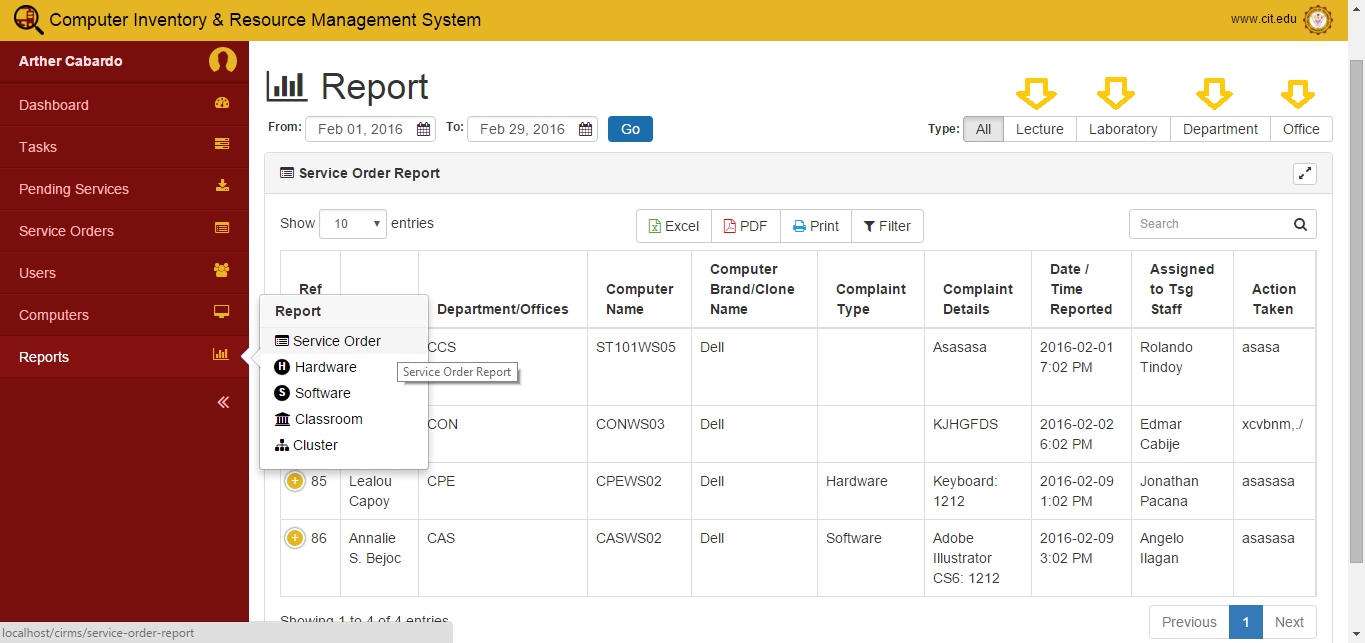 Computer Inventory & Resource Management System
www.cit.edu
Arther Cabardo
Dashboard
Tasks
Pending Services
Service Orders
Users
Computers
Reports
Report
From: Feb 01, 2016 To: Feb 29, 2016 Go
Type: All Lecture Laboratory Department Office
Service Order Report
Show 10 entries
Excel PDF Print Filter
Search
Ref
Department/Offices
Computer
Name
Computer
Brand/Clone
Name
Complaint
Type
Complaint
Details
Date /
Time
Reported
Assigned
to Tsg
Staff
Action
Taken
Report
Service Order
Hardware
Software
Classroom
Cluster
Service Order Report
CCS ST101WS05 Dell Asasasa 2016-02-01 Rolando asasa
7:02 PM Tindoy
CON CONWS03 Dell KJHGFDS 2016-02-02 Edmar xcvbnm,./
6:02 PM Cabije
85 Lealou CPE CPEWS02 Dell Hardware Keyboard: 2016-02-09 Jonathan asasasa
Capoy 1212 1:02 PM Pacana
86 Annalie CAS CASWS02 Dell Software Adobe 2016-02-09 Angelo asasasa
S. Bejoc Illustrator 3:02 PM Ilagan
CS6: 1212
Showing 1 to 4 of 4 entries
Previous 1 Next
localhost/cirms/service-order-report